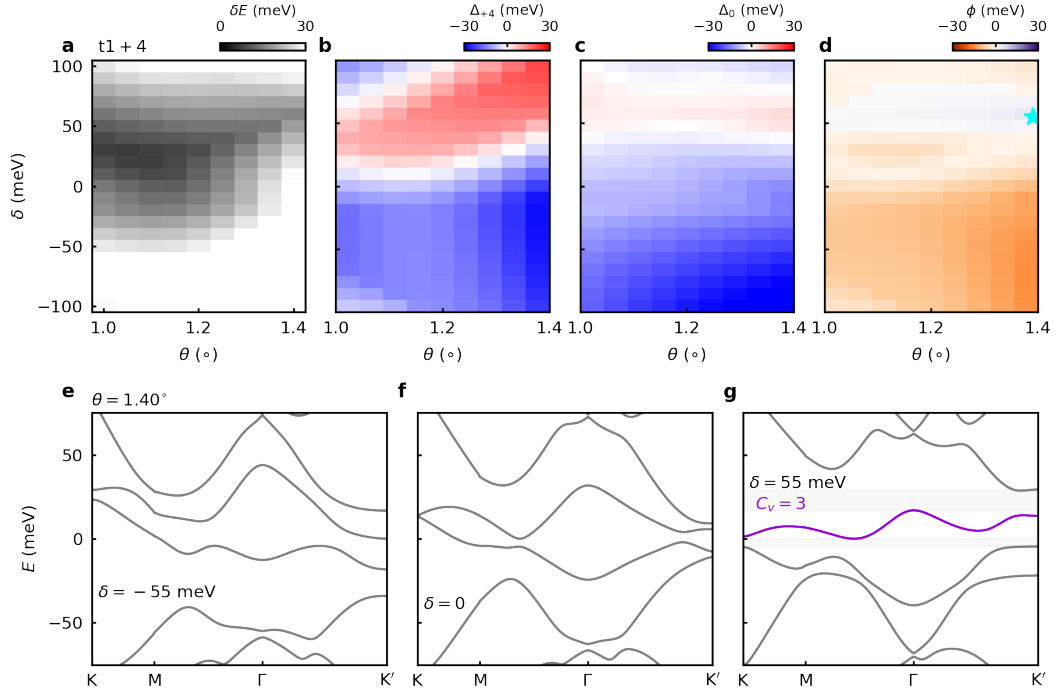 δE (meV)
0 30
Δ₊₄ (meV)
−30 0 30
Δ₀ (meV)
−30 0 30
ϕ (meV)
−30 0 30
a t1 + 4 b c d
100
50
0
−50
−100
δ (meV)
1.0 1.2 1.4
θ (∘)
1.0 1.2 1.4
θ (∘)
1.0 1.2 1.4
θ (∘)
1.0 1.2 1.4
θ (∘)
e f g
θ = 1.40°
50
0
−50
E (meV)
δ = − 55 meV
K M Γ K′
δ = 0
K M Γ K′
δ = 55 meV
Cᵥ = 3
K M Γ K′